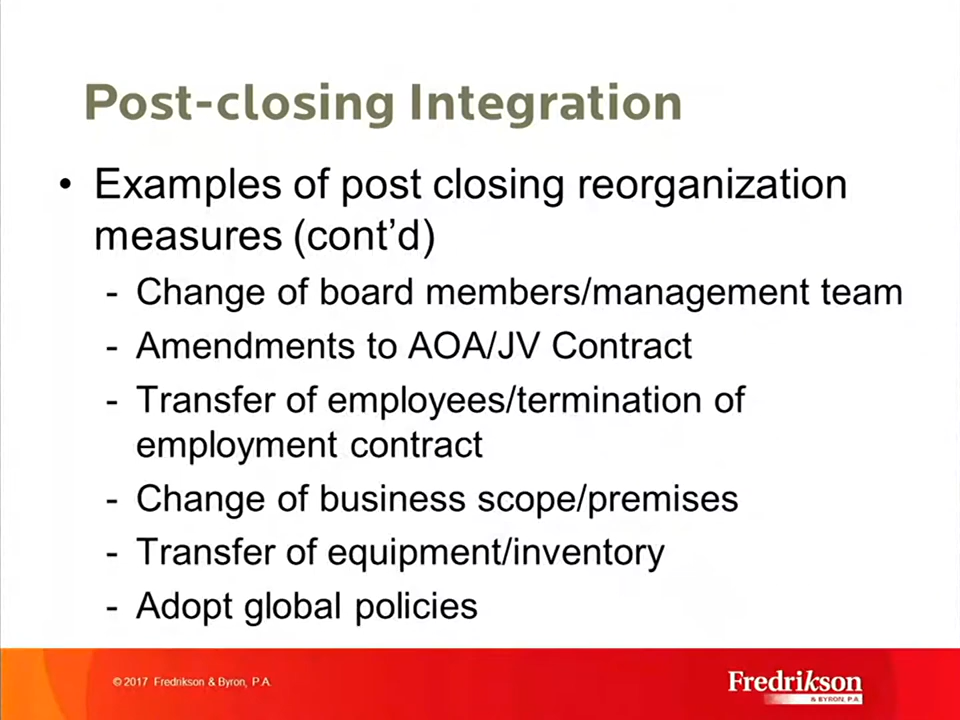 Post-closing Integration
• Examples of post closing reorganization
measures (cont’d)
- Change of board members/management team
- Amendments to AOA/JV Contract
- Transfer of employees/termination of
employment contract
- Change of business scope/premises
- Transfer of equipment/inventory
- Adopt global policies
© 2017 Fredrikson & Byron, P.A.
Fredrikson
& BYRON, P.A.